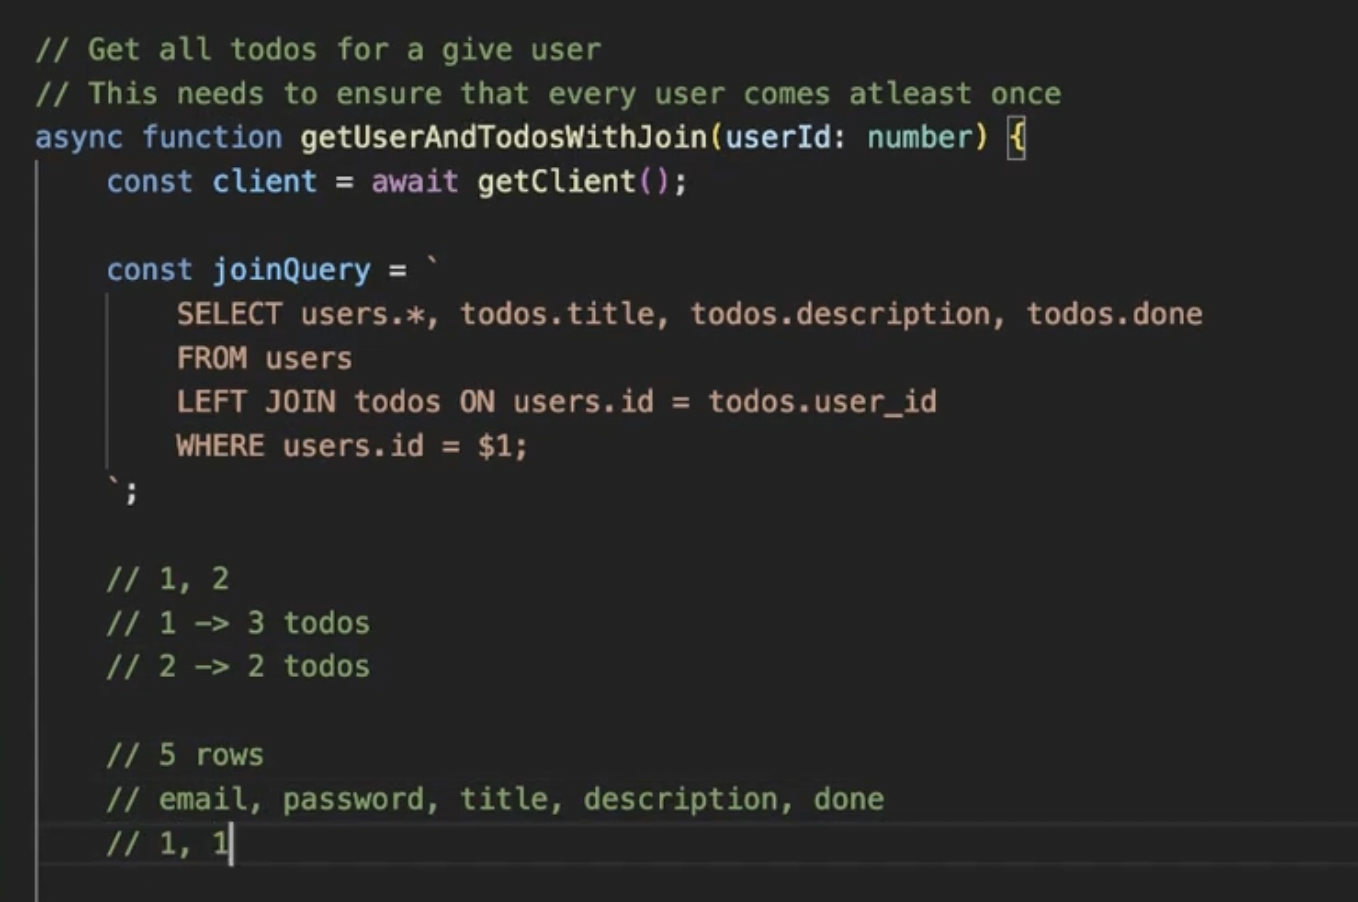 // Get all todos for a give user
// This needs to ensure that every user comes atleast once
async function getUserAndTodosWithJoin(userId: number) {
const client = await getClient();
const joinQuery = `
SELECT users.*, todos.title, todos.description, todos.done
FROM users
LEFT JOIN todos ON users.id = todos.user_id
WHERE users.id = $1;
`;
// 1, 2
// 1 -> 3 todos
// 2 -> 2 todos
// 5 rows
// email, password, title, description, done
// 1, 1